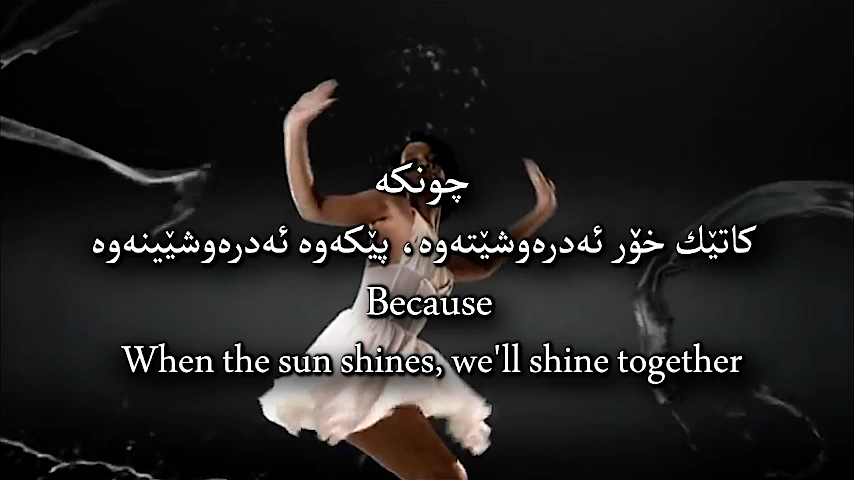 چونکە
کاتێك خۆر ئەدرەوشێتەوە، پێکەوە ئەدرەوشێینەوە
Because
When the sun shines, we'll shine together